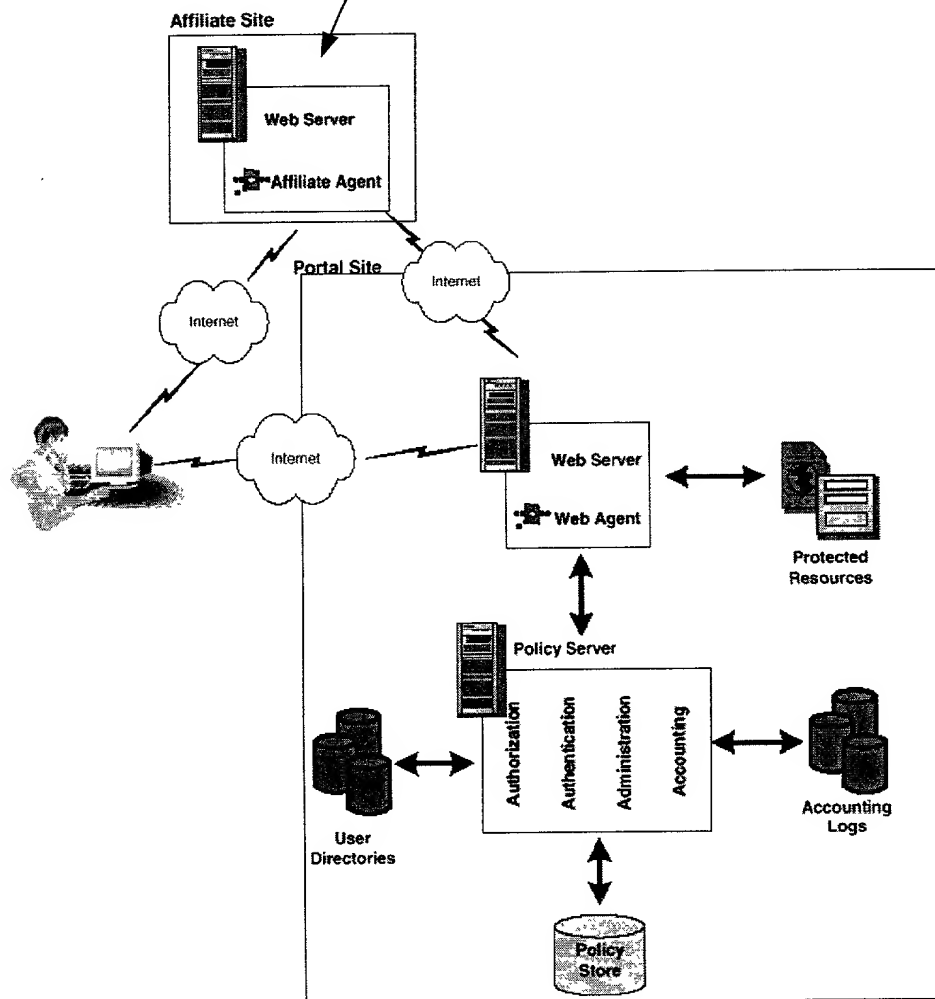 Affiliate Site
Web Server
Affiliate Agent
Portal Site
Internet
Internet
Internet
Web Server
Web Agent
Protected
Resources
Policy Server
Authorization
Authentication
Administration
Accounting
User
Directories
Accounting
Logs
Policy
Store